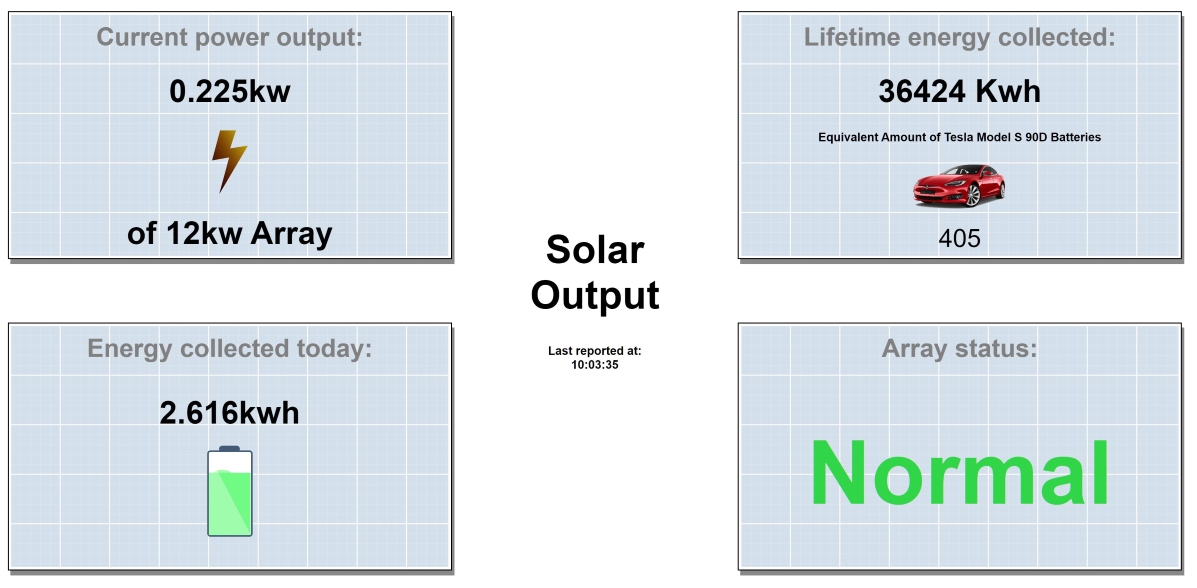 Current power output:
0.225kw
of 12kw Array
Lifetime energy collected:
36424 Kwh
Equivalent Amount of Tesla Model S 90D Batteries
405
Solar
Output
Last reported at:
10:03:35
Energy collected today:
2.616kwh
Array status:
Normal